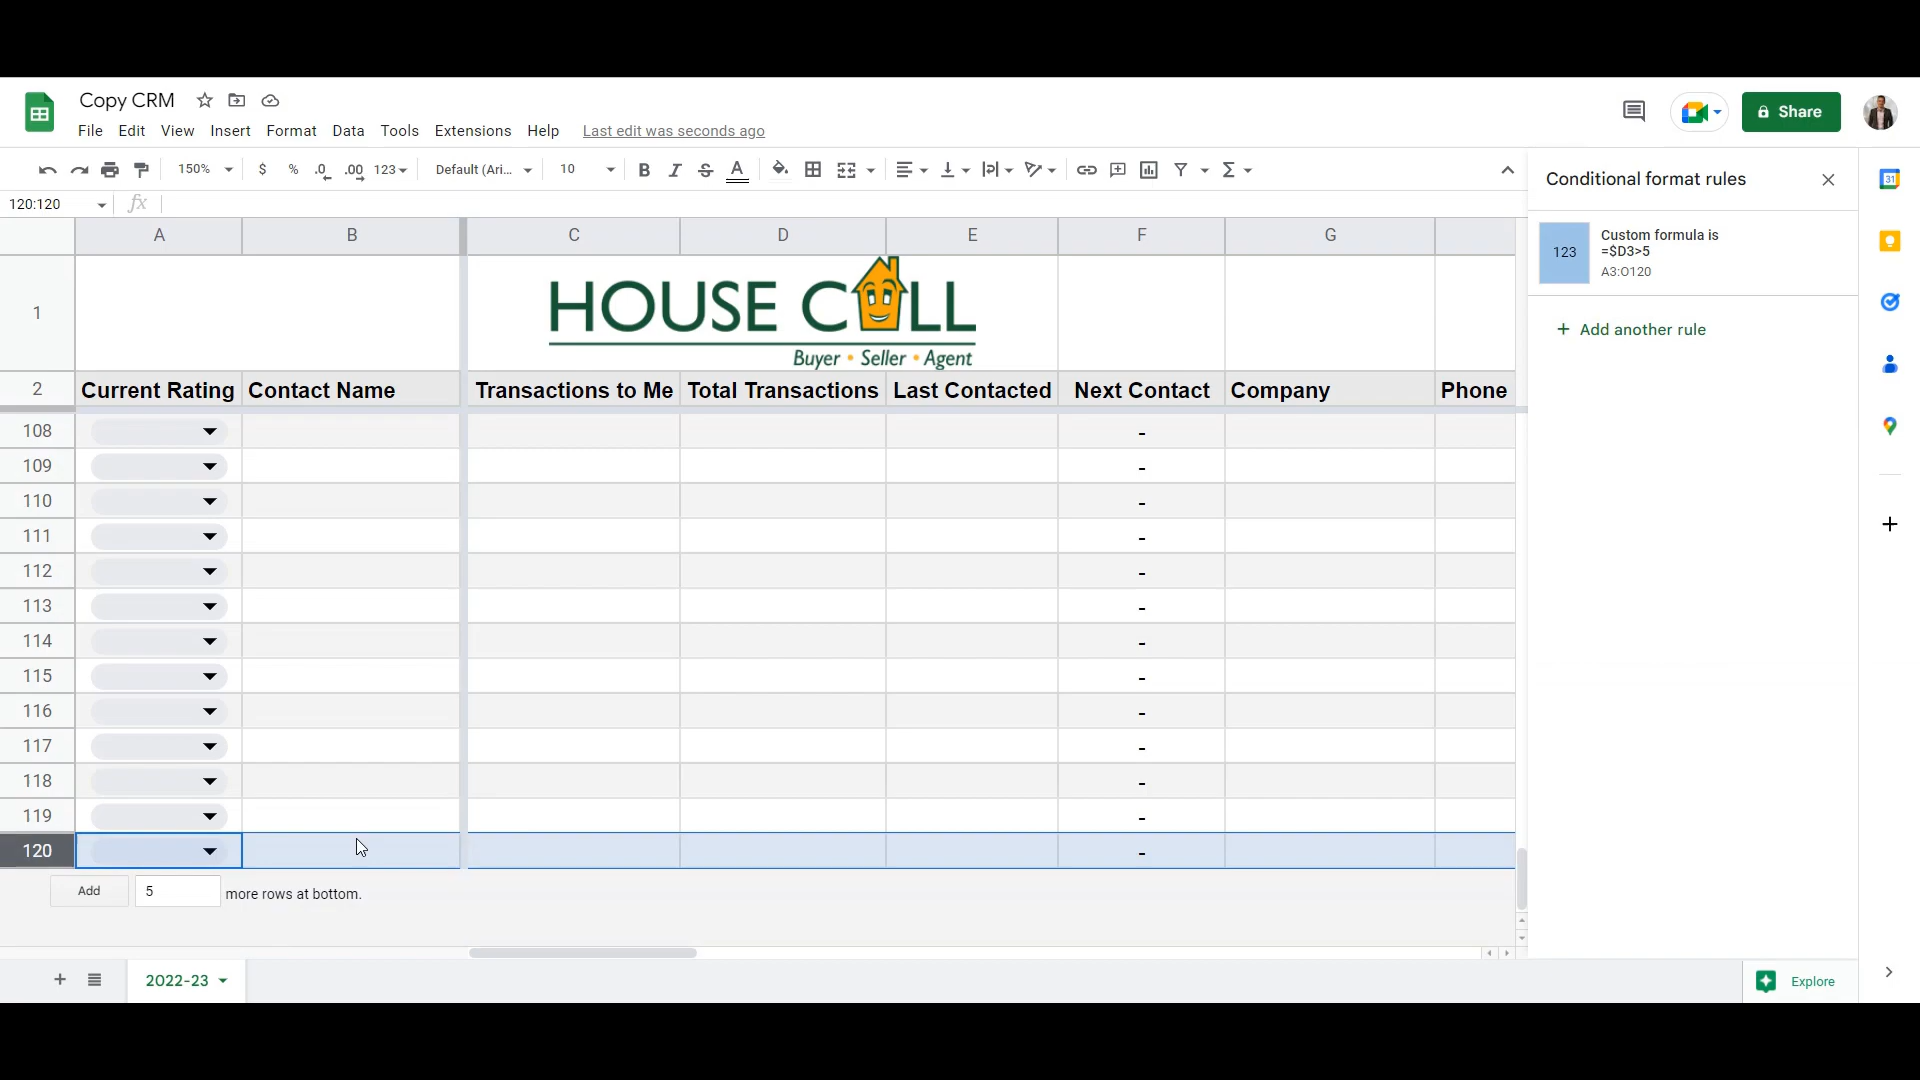 Copy CRM
File Edit View Insert Format Data Tools Extensions Help Last edit was seconds ago
Share
150% $ % .0 .00 123 Default (Ari... 10 B I S A Σ
120:120 fx
Conditional format rules
123
Custom formula is
=$D3>5
A3:O120
+ Add another rule
31
A B C D E F G
1
HOUSE CALL
Buyer • Seller • Agent
2 Current Rating Contact Name Transactions to Me Total Transactions Last Contacted Next Contact Company Phone
108 -
109 -
110 -
111 -
112 -
113 -
114 -
115 -
116 -
117 -
118 -
119 -
120 -
Add 5 more rows at bottom.
+ 2022-23
Explore